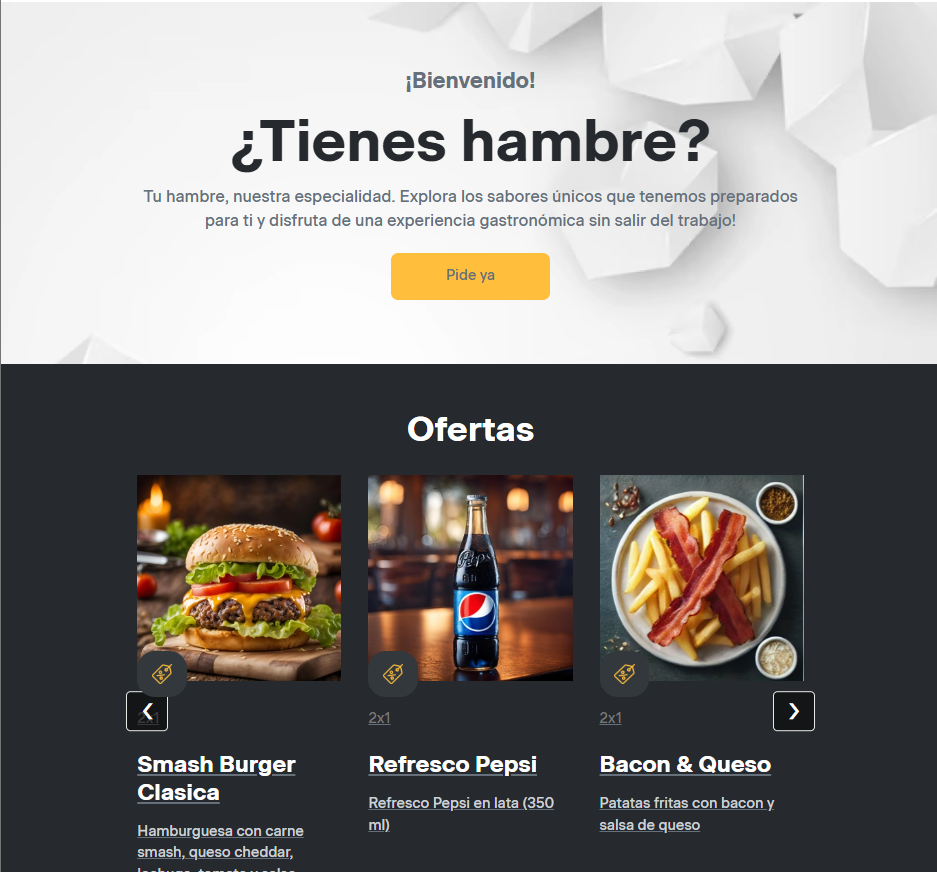 ¡Bienvenido!
¿Tienes hambre?
Tu hambre, nuestra especialidad. Explora los sabores únicos que tenemos preparados
para ti y disfruta de una experiencia gastronómica sin salir del trabajo!
Pide ya
Ofertas
2x1
2x1
2x1
Smash Burger
Clasica
Hamburguesa con carne
smash, queso cheddar,
Refresco Pepsi
Refresco Pepsi en lata (350
ml)
Bacon & Queso
Patatas fritas con bacon y
salsa de queso